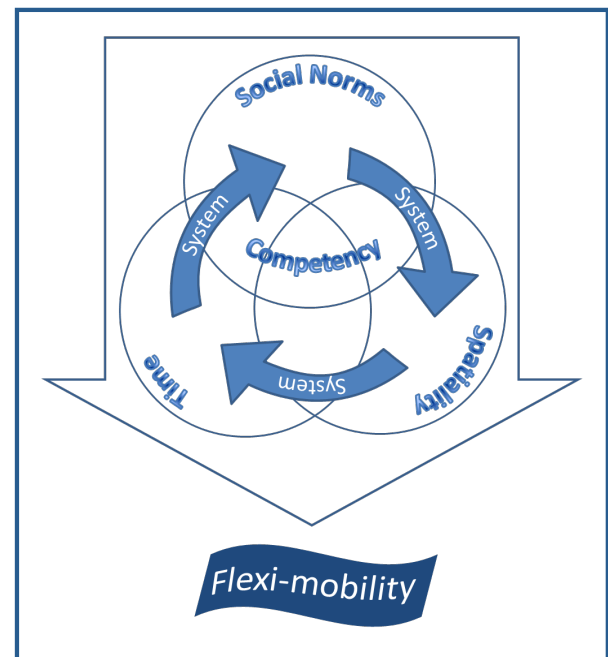 Social Norms
System
System
Competency
Time
Spatiality
System
Flexi-mobility